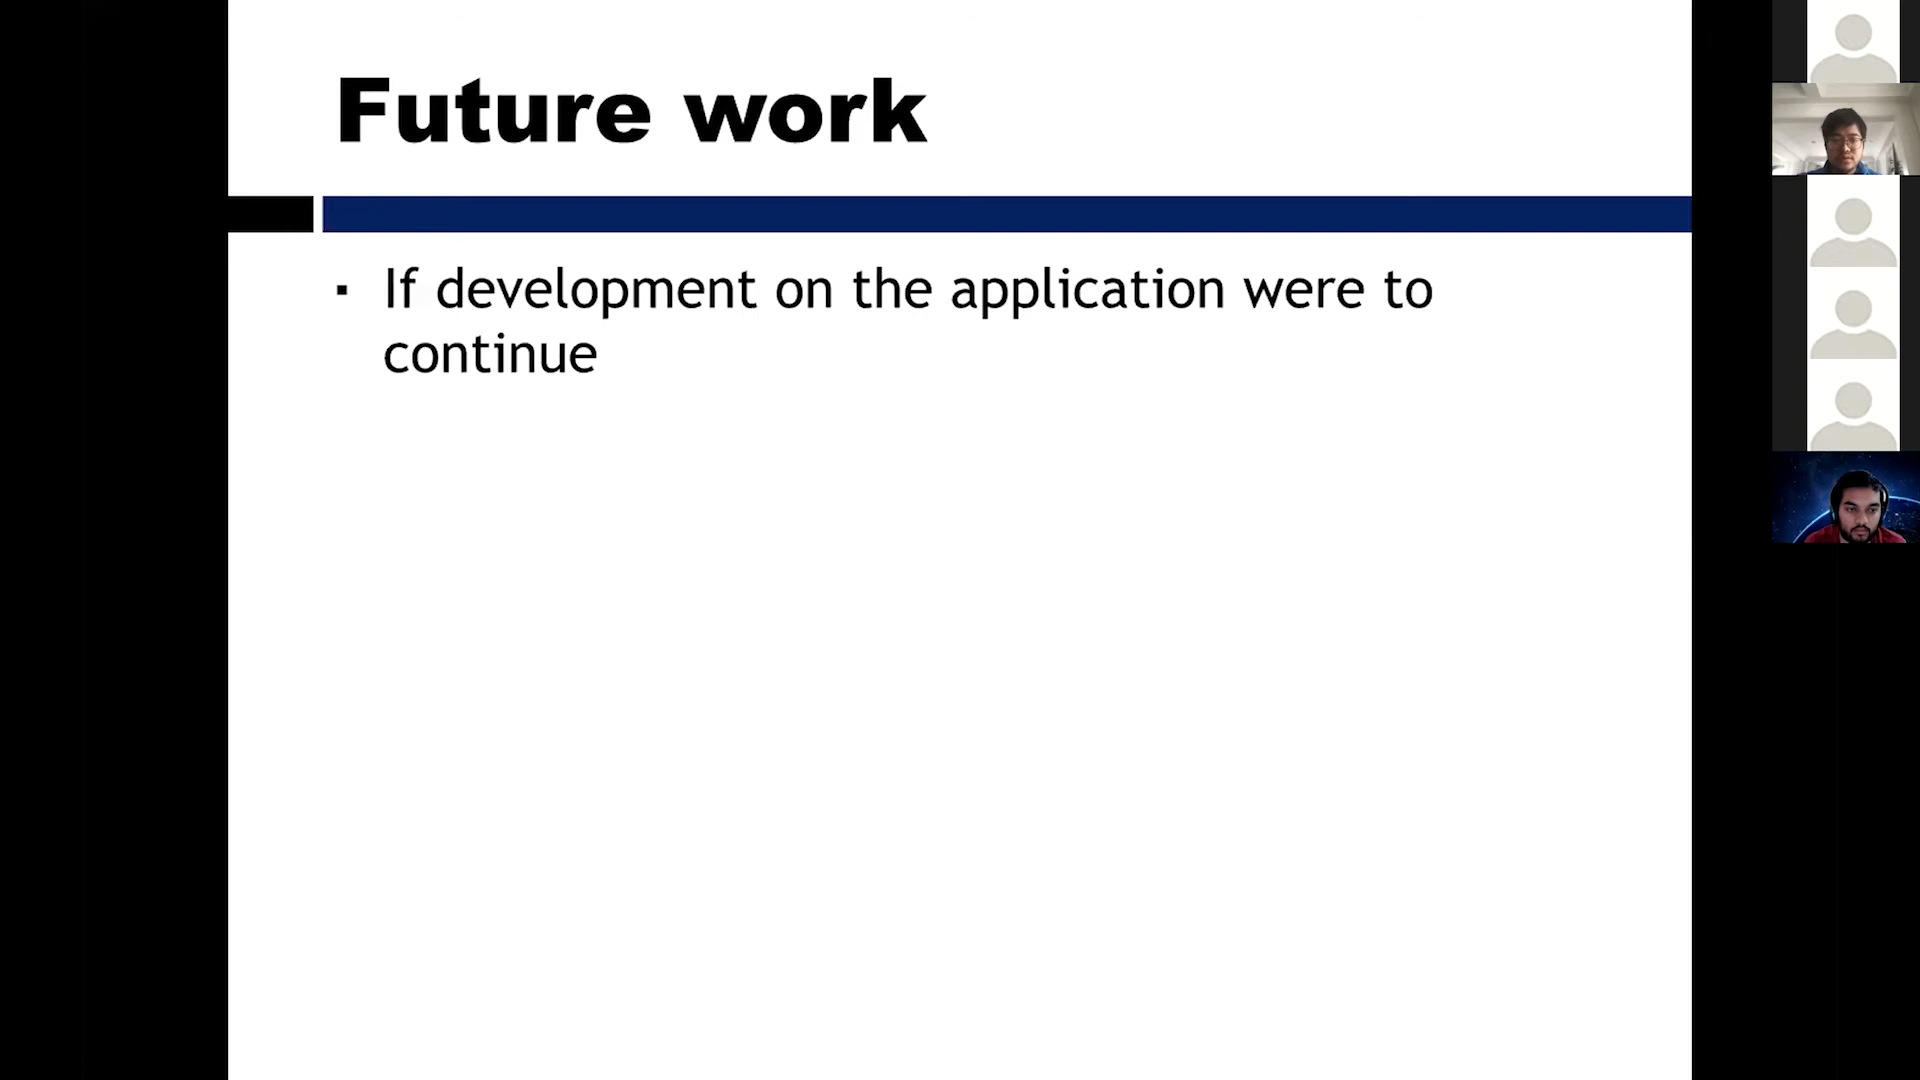 Future work
▪ If development on the application were to
continue